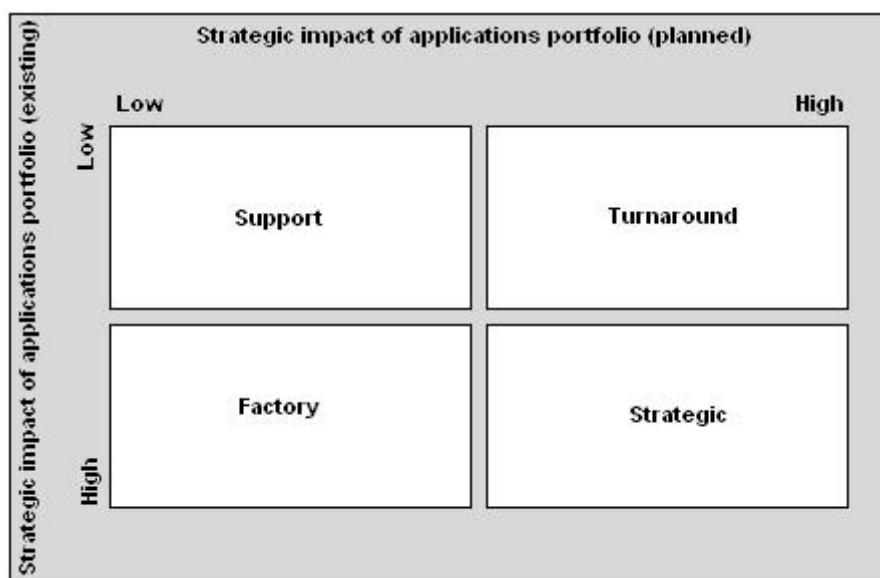 Strategic impact of applications portfolio (planned)
Strategic impact of applications portfolio (existing)
Low
High
Low
Support
Turnaround
Factory
Strategic
High